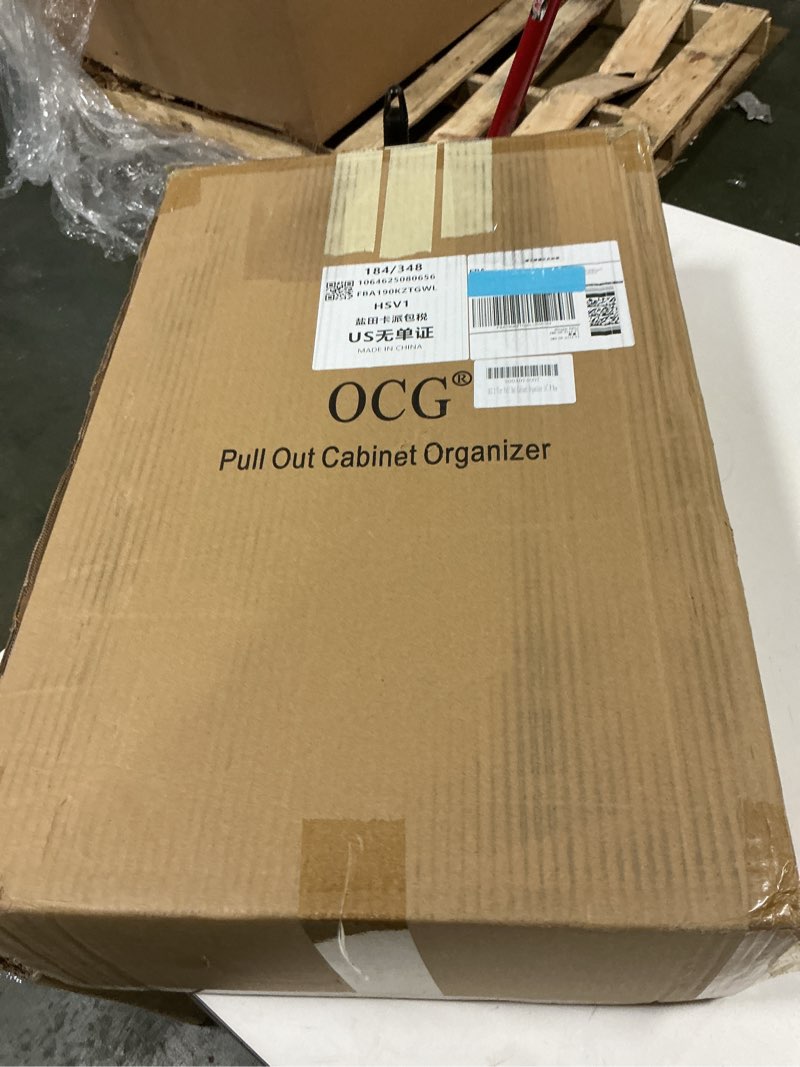 184/348
1064625080656
FBA190KZTGWL
HSV1
盐田卡派包税
US无单证
MADE IN CHINA
FBA
OCG®
Pull Out Cabinet Organizer